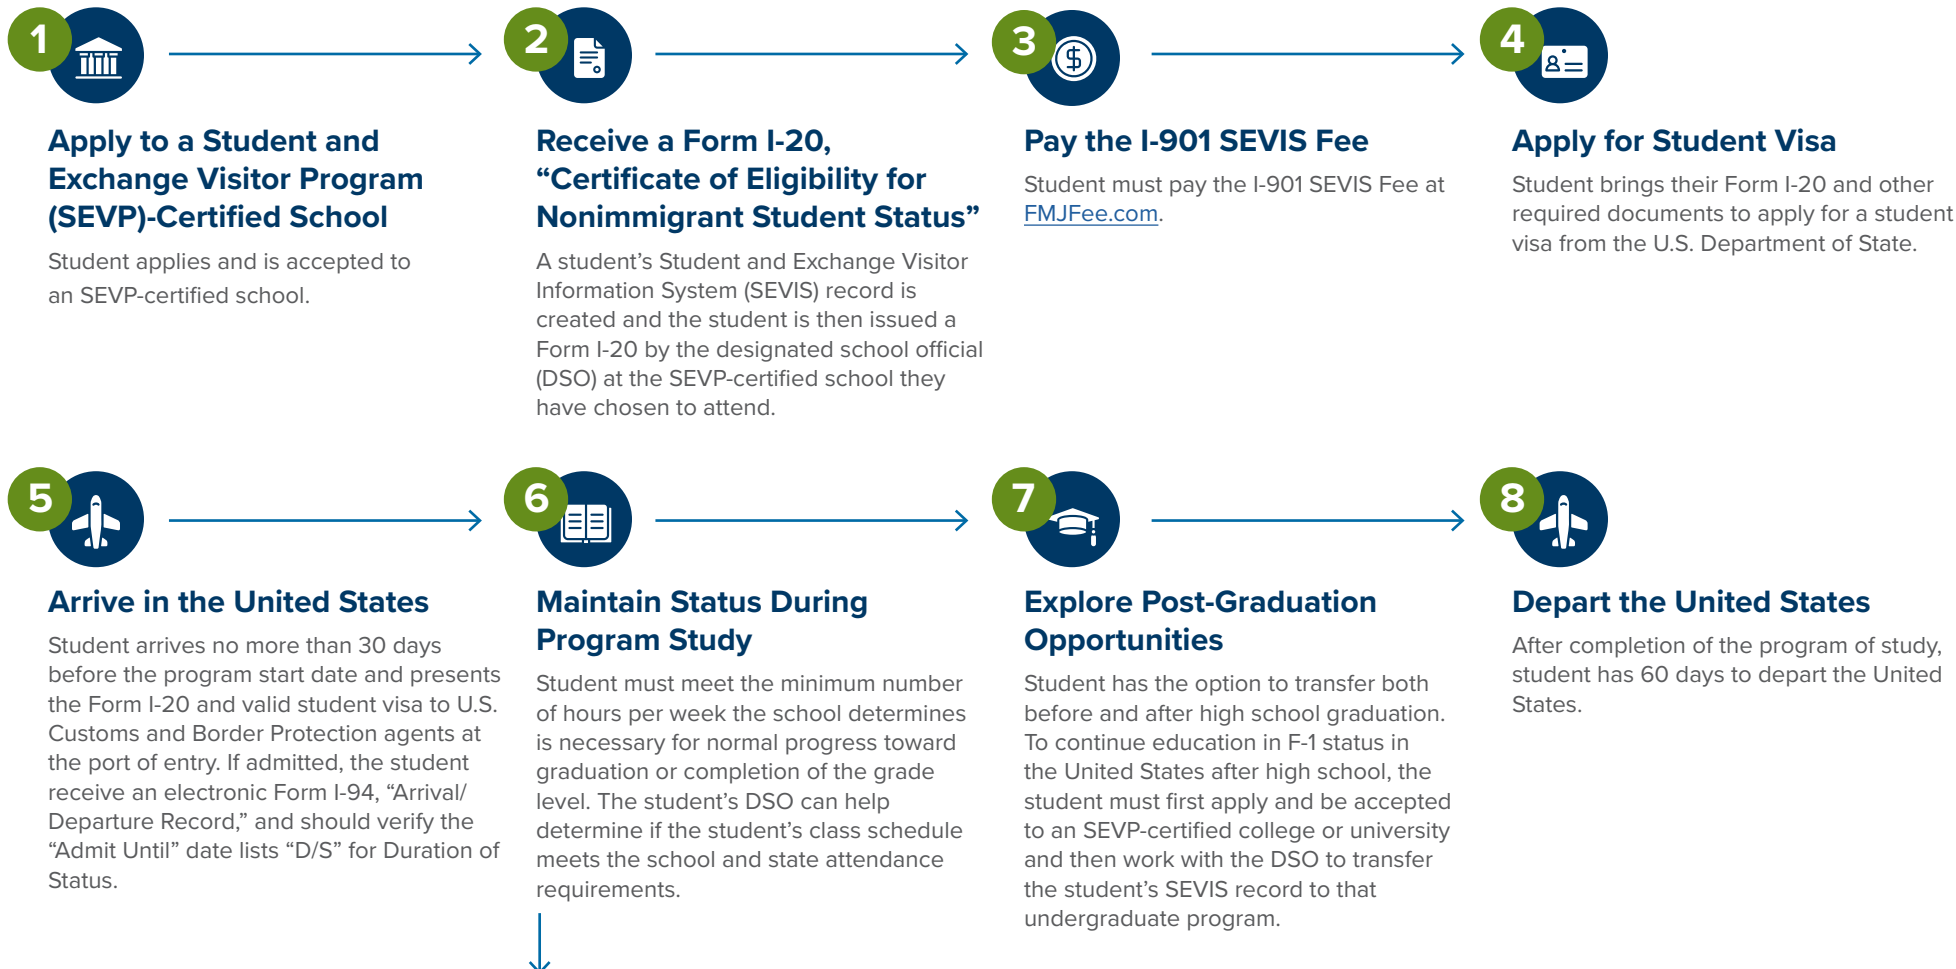 1
Apply to a Student and
Exchange Visitor Program
(SEVP)-Certified School
Student applies and is accepted to
an SEVP-certified school.
2
Receive a Form I-20,
“Certificate of Eligibility for
Nonimmigrant Student Status”
A student’s Student and Exchange Visitor
Information System (SEVIS) record is
created and the student is then issued a
Form I-20 by the designated school official
(DSO) at the SEVP-certified school they
have chosen to attend.
3
Pay the I-901 SEVIS Fee
Student must pay the I-901 SEVIS Fee at
FMJFee.com.
4
Apply for Student Visa
Student brings their Form I-20 and other
required documents to apply for a student
visa from the U.S. Department of State.
5
Arrive in the United States
Student arrives no more than 30 days
before the program start date and presents
the Form I-20 and valid student visa to U.S.
Customs and Border Protection agents at
the port of entry. If admitted, the student
receive an electronic Form I-94, “Arrival/
Departure Record,” and should verify the
“Admit Until” date lists “D/S” for Duration of
Status.
6
Maintain Status During
Program Study
Student must meet the minimum number
of hours per week the school determines
is necessary for normal progress toward
graduation or completion of the grade
level. The student’s DSO can help
determine if the student’s class schedule
meets the school and state attendance
requirements.
7
Explore Post-Graduation
Opportunities
Student has the option to transfer both
before and after high school graduation.
To continue education in F-1 status in
the United States after high school, the
student must first apply and be accepted
to an SEVP-certified college or university
and then work with the DSO to transfer
the student’s SEVIS record to that
undergraduate program.
8
Depart the United States
After completion of the program of study,
student has 60 days to depart the United
States.